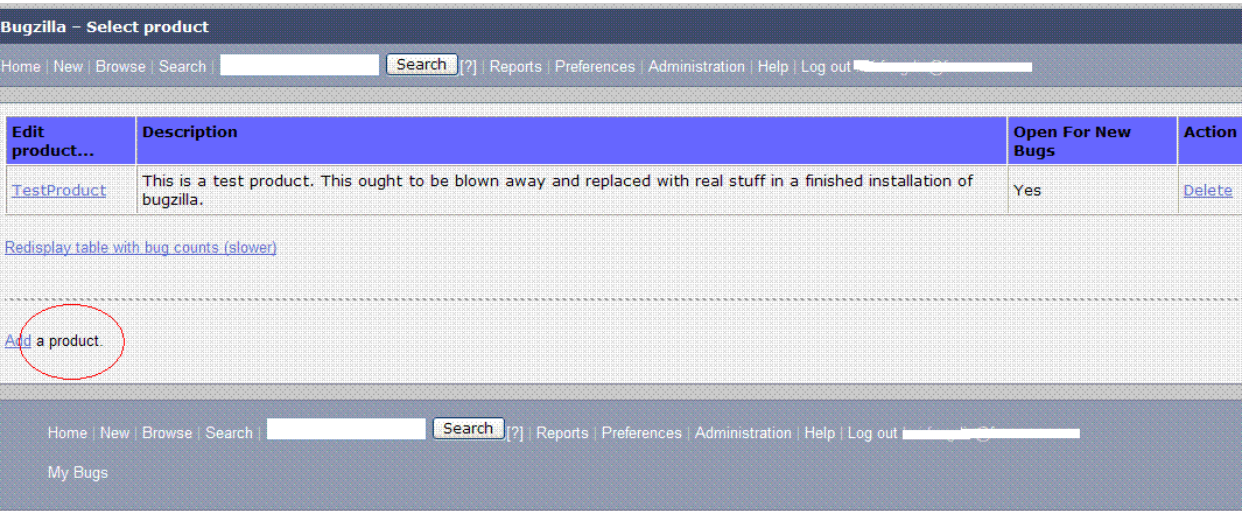 Bugzilla – Select product
Home | New | Browse | Search | Search [?] | Reports | Preferences | Administration | Help | Log out
Edit product... Description Open For New Bugs Action
TestProduct This is a test product. This ought to be blown away and replaced with real stuff in a finished installation of bugzilla. Yes Delete
Redisplay table with bug counts (slower)
Add a product.
Home | New | Browse | Search | Search [?] | Reports | Preferences | Administration | Help | Log out
My Bugs